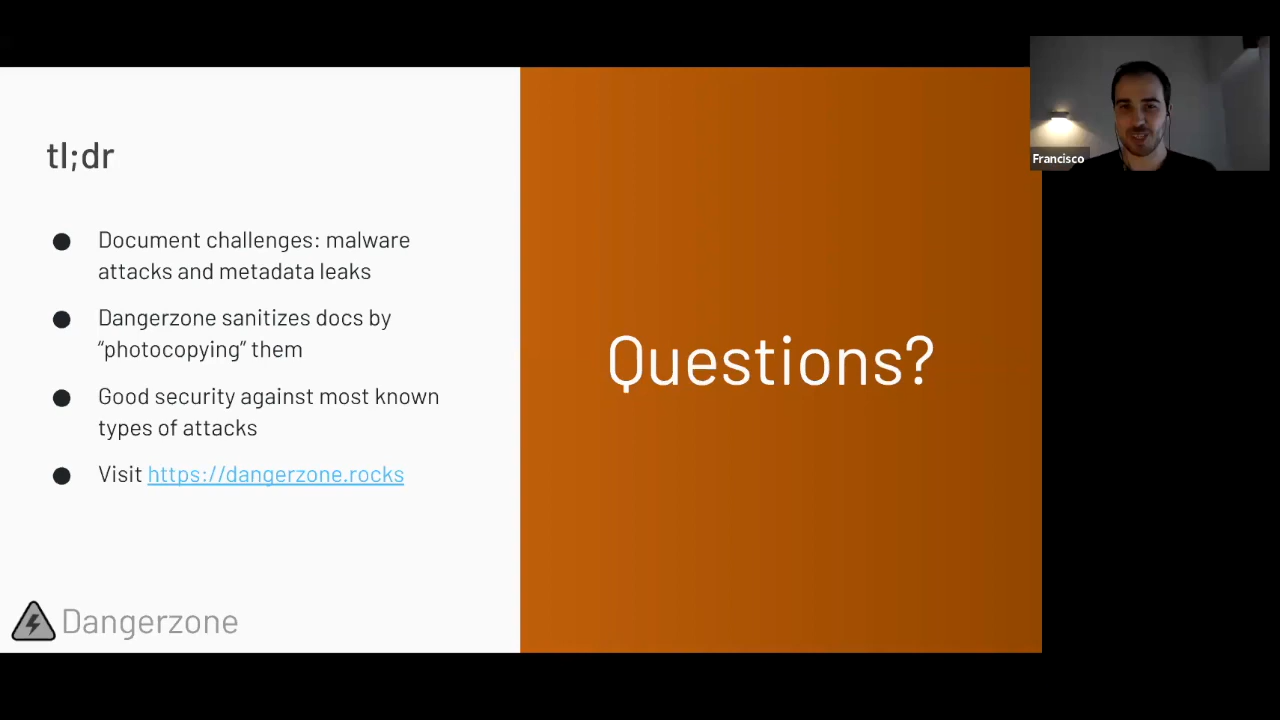 tl;dr
Document challenges: malware
attacks and metadata leaks
Dangerzone sanitizes docs by
“photocopying” them
Good security against most known
types of attacks
Visit https://dangerzone.rocks
Dangerzone
Questions?
Francisco